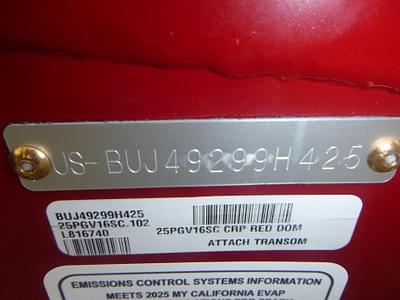 US-BUJ49299H425
BUJ49299H425
25PGV16SC.102
L816740
25PGV16SC CRP RED DOM
ATTACH TRANSOM
EMISSIONS CONTROL SYSTEMS INFORMATION
MEETS 2025 MY CALIFORNIA EVAP